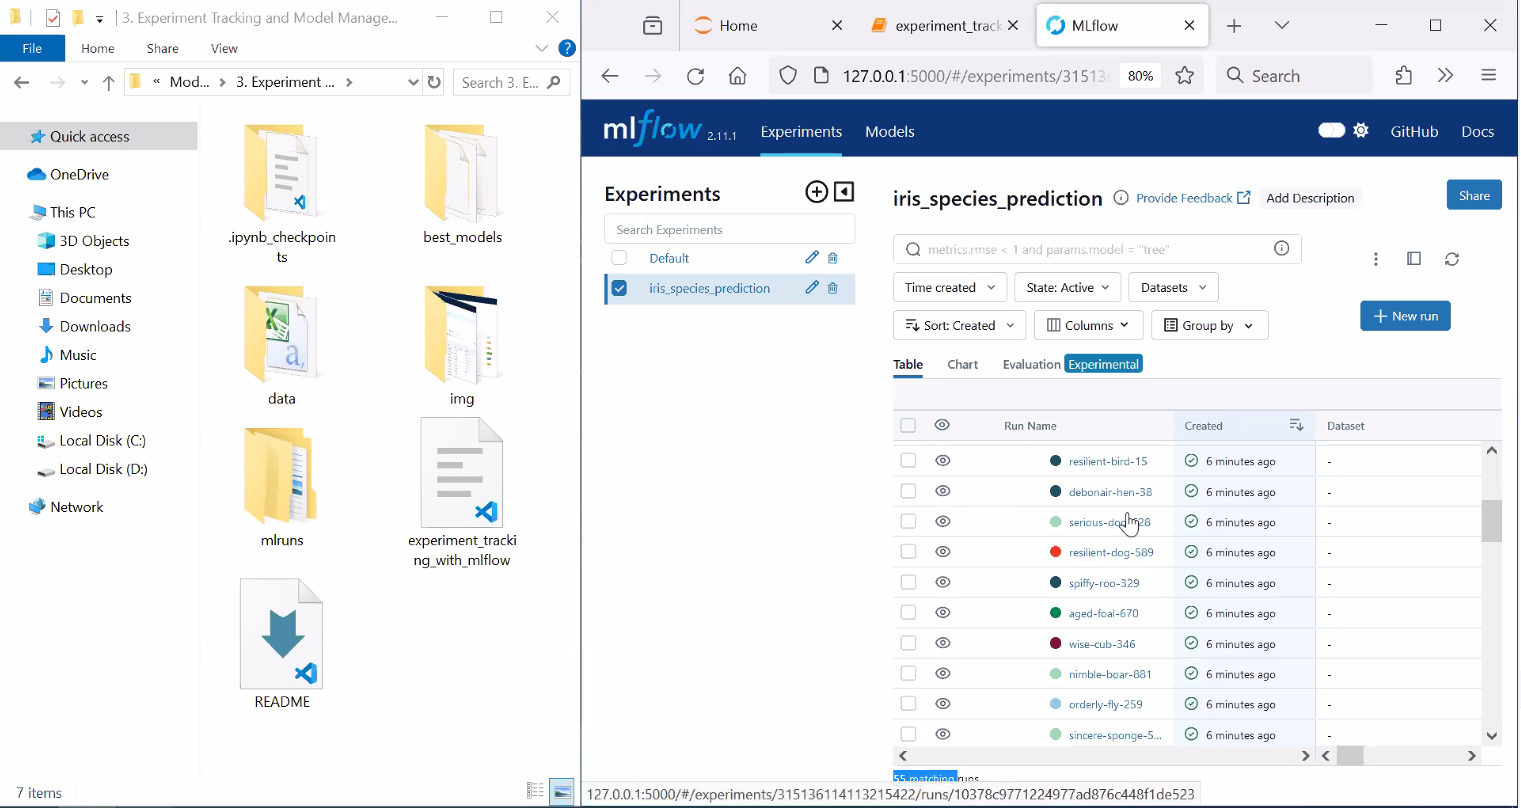 3. Experiment Tracking and Model Manage...
File
Home
Share
View
?
« Mod... > 3. Experiment ... >
Search 3. E...
Quick access
OneDrive
This PC
3D Objects
Desktop
Documents
Downloads
Music
Pictures
Videos
Local Disk (C:)
Local Disk (D:)
Network
.ipynb_checkpoin
ts
best_models
data
img
mlruns
experiment_tracki
ng_with_mlflow
README
7 items
Home
experiment_track
MLflow
127.0.0.1:5000/#/experiments/315136
80%
Search
mlflow 2.11.1
Experiments
Models
GitHub
Docs
Experiments
Search Experiments
Default
iris_species_prediction
iris_species_prediction
Provide Feedback
Add Description
Share
metrics.rmse < 1 and params.model = "tree"
Time created
State: Active
Datasets
Sort: Created
Columns
Group by
New run
Table
Chart
Evaluation Experimental
Run Name
Created
Dataset
resilient-bird-15 6 minutes ago -
debonair-hen-38 6 minutes ago -
28 6 minutes ago -
resilient-dog-589 6 minutes ago -
spiffy-roo-329 6 minutes ago -
aged-foal-670 6 minutes ago -
wise-cub-346 6 minutes ago -
nimble-boar-881 6 minutes ago -
orderly-fly-259 6 minutes ago -
sincere-sponge-5... 6 minutes ago -
55 matching runs
127.0.0.1:5000/#/experiments/315136114113215422/runs/10378c9771224977ad876c448f1de523